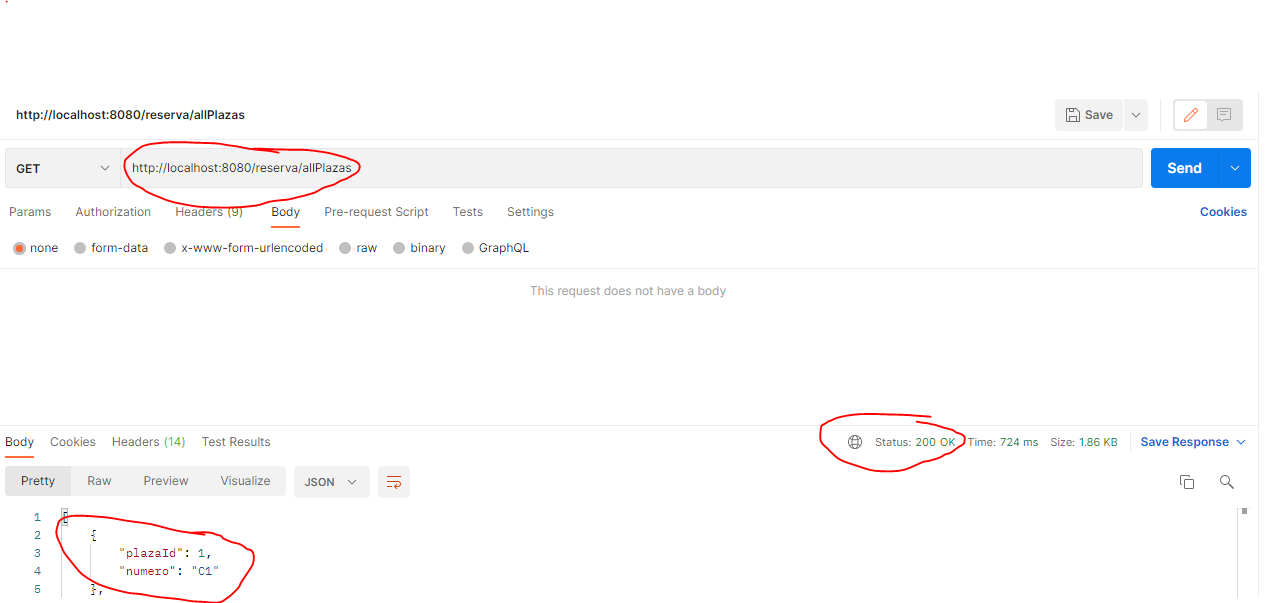 http://localhost:8080/reserva/allPlazas
Save
GET http://localhost:8080/reserva/allPlazas Send
Params Authorization Headers (9) Body Pre-request Script Tests Settings Cookies
none form-data x-www-form-urlencoded raw binary GraphQL
This request does not have a body
Body Cookies Headers (14) Test Results Status: 200 OK Time: 724 ms Size: 1.86 KB Save Response
Pretty Raw Preview Visualize JSON
1 [
2 {
3 "plazaId": 1,
4 "numero": "C1"
5 },